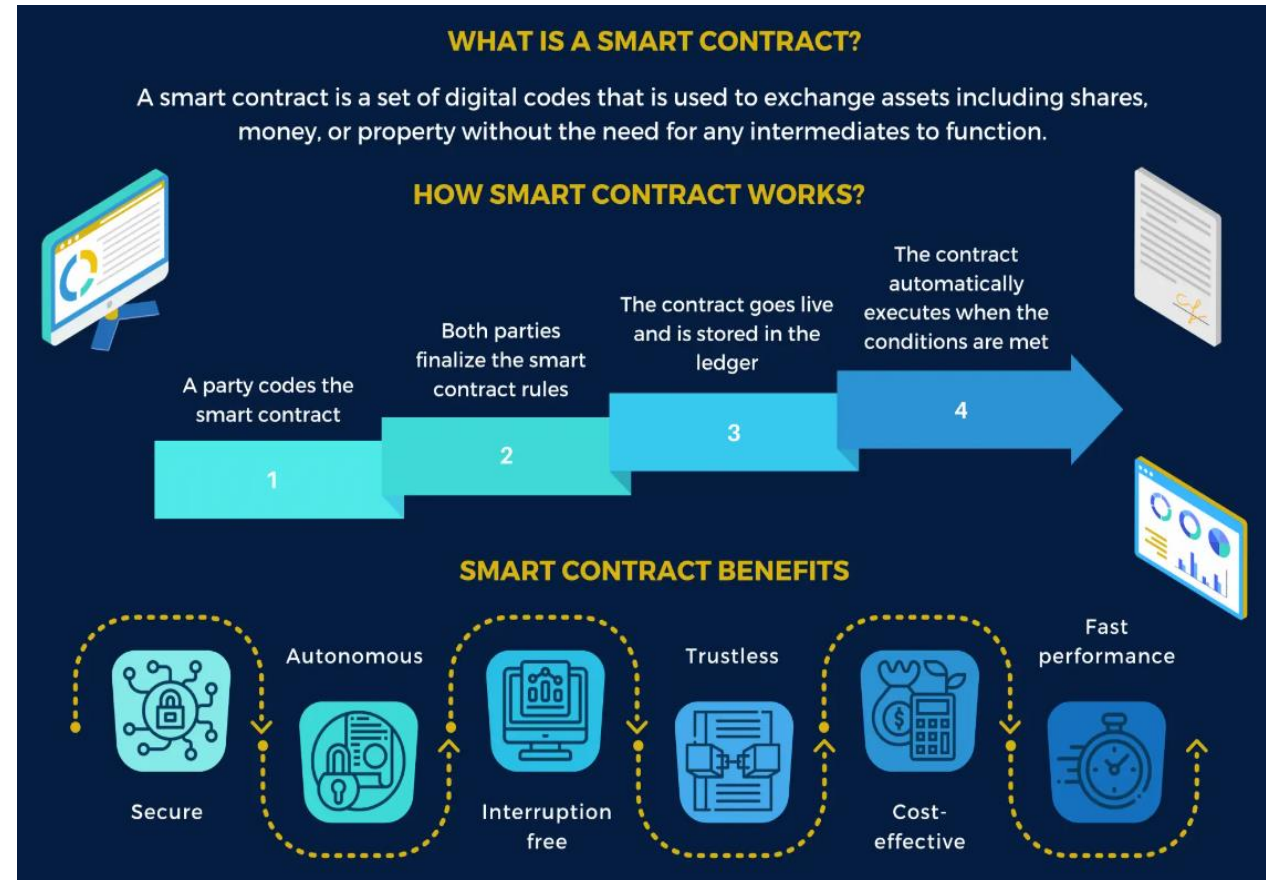 WHAT IS A SMART CONTRACT?
A smart contract is a set of digital codes that is used to exchange assets including shares,
money, or property without the need for any intermediates to function.
HOW SMART CONTRACT WORKS?
A party codes the
smart contract
1
Both parties
finalize the smart
contract rules
2
The contract goes live
and is stored in the
ledger
3
The contract
automatically
executes when the
conditions are met
4
SMART CONTRACT BENEFITS
Secure
Autonomous
Interruption
free
Trustless
Cost-
effective
Fast
performance